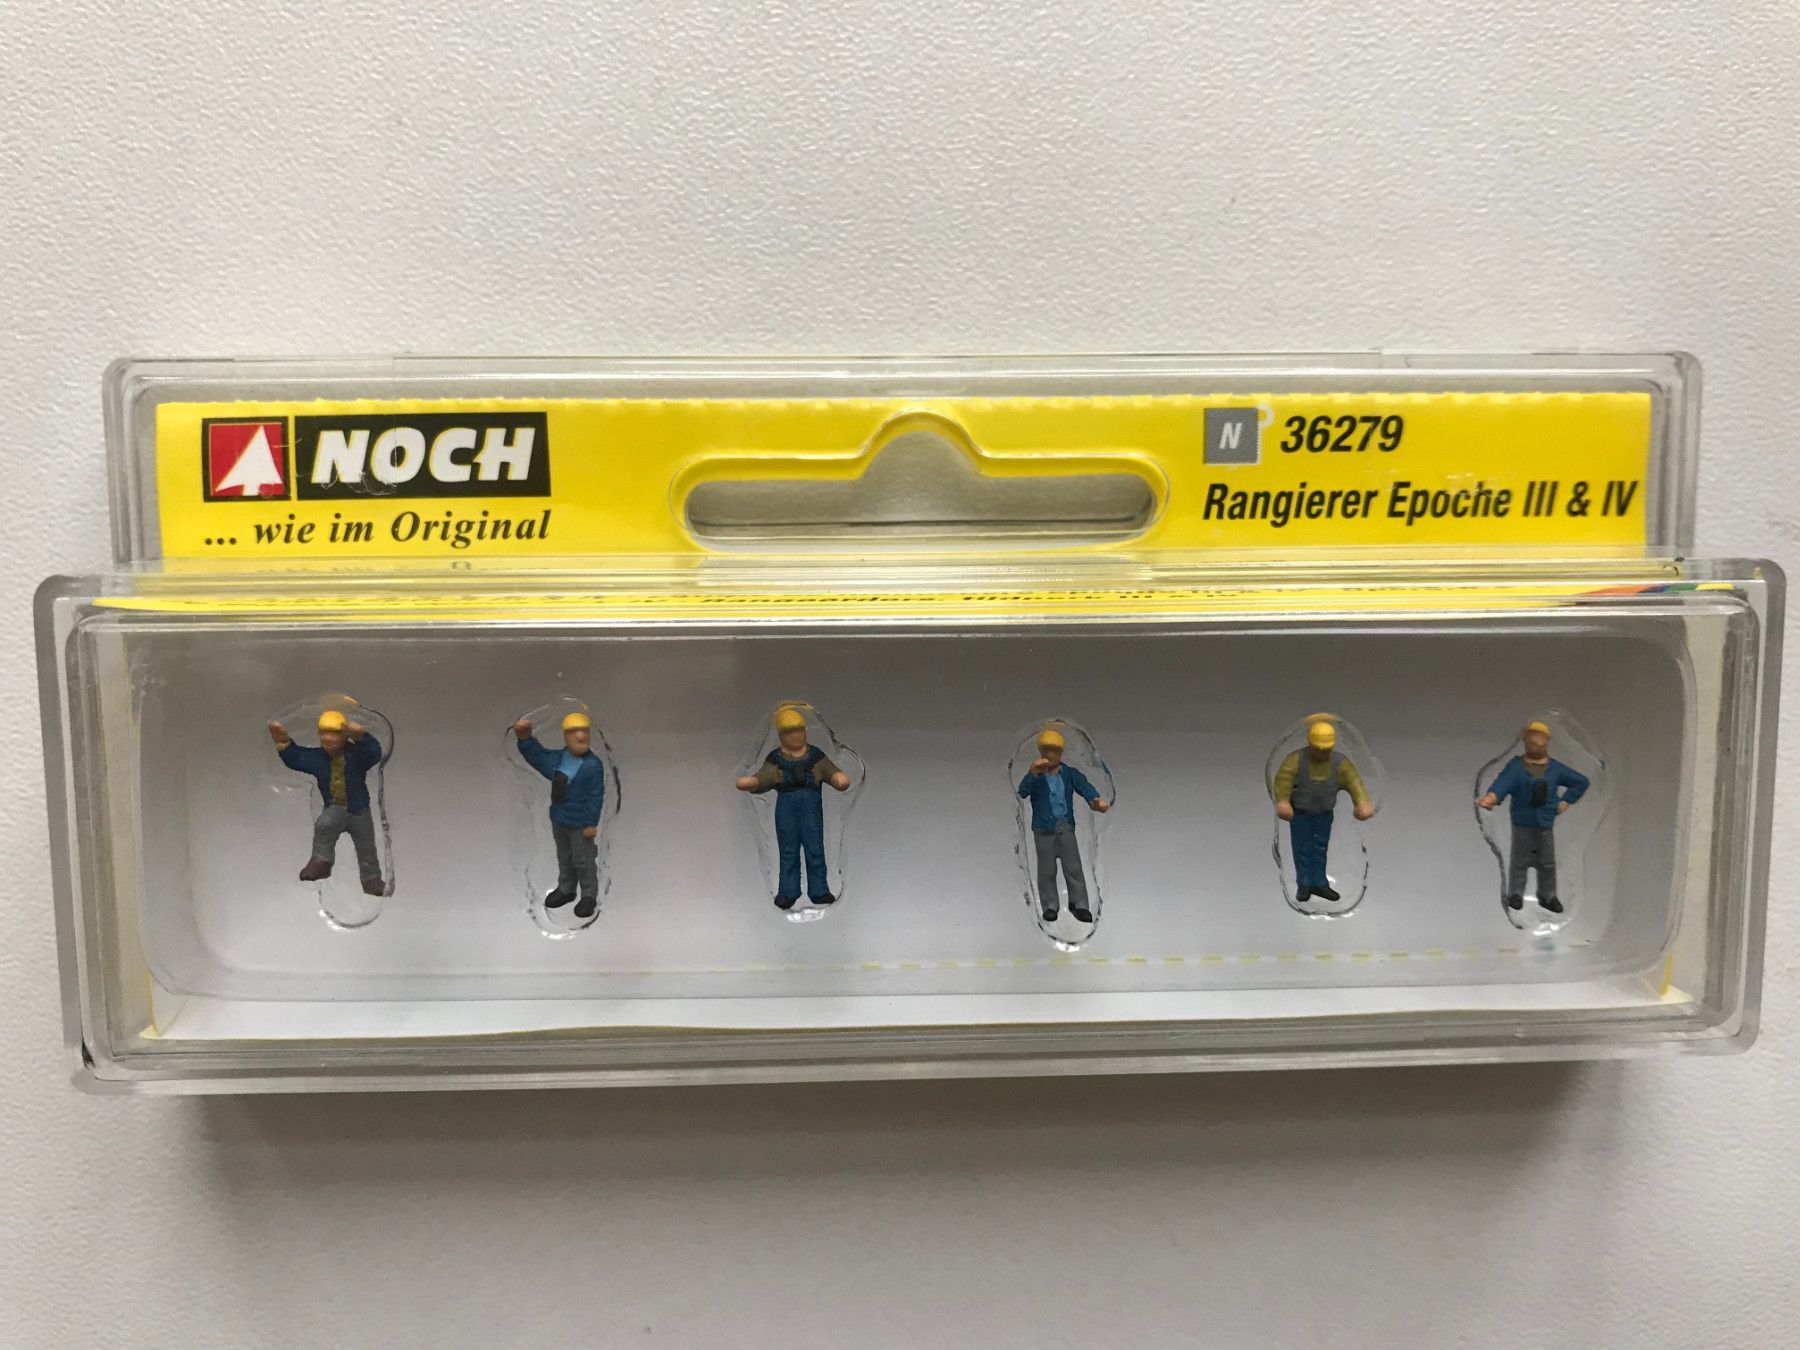 NOCH
... wie im Original
N 36279
Rangierer Epoche III & IV